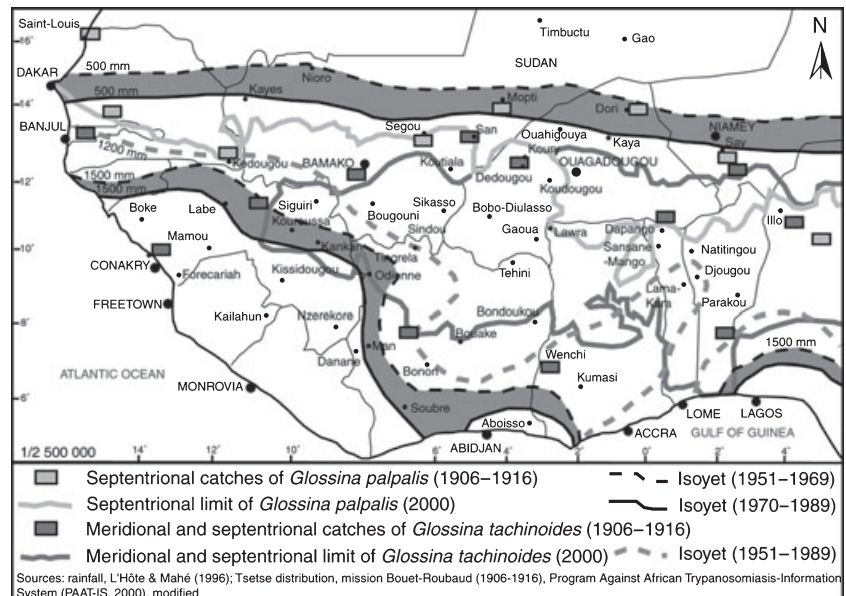 Saint-Louis
16°
Timbuctu
Gao
N
SUDAN
DAKAR
500 mm
Nioro
500 mm
Kayes
14°
Mopti
Dori
BANJUL
NIAMEY
Segou
San
Ouahigouya
Kaya
Say
1200 mm
Koury
Kedougou
BAMAKO
Koutiala
OUAGADOUGOU
1500 mm
Dedougou
12°
1500 mm
Koudougou
Boke
Labe
Siguiri
Sikasso
Bobo-Diulasso
Bougouni
Illo
Kouroussa
Sindou
Gaoua
Lawra
Dapango
Mamou
Kankan
Sansane
-Mango
Natitingou
10°
Tingrela
CONAKRY
Forecariah
Kissidougou
Odienne
Tehini
Djougou
Lama-
Kara
Parakou
FREETOWN
Kailahun
Nzerekore
Bondoukou
8°
Bouake
Man
Danane
Wenchi
1500 mm
Bonon
ATLANTIC OCEAN
Kumasi
MONROVIA
6°
Soubre
Aboisso
LOME
LAGOS
ACCRA
GULF OF GUINEA
ABIDJAN
1/2 500 000
14°
12°
10°
6°
4°
2°
0°
2°
4°
Septentrional catches of Glossina palpalis (1906–1916)
Isoyet (1951–1969)
Septentrional limit of Glossina palpalis (2000)
Isoyet (1970–1989)
Meridional and septentrional catches of Glossina tachinoides (1906–1916)
Meridional and septentrional limit of Glossina tachinoides (2000)
Isoyet (1951–1989)
Sources: rainfall, L'Hôte & Mahé (1996); Tsetse distribution, mission Bouet-Roubaud (1906-1916), Program Against African Trypanosomiasis-Information
System (PAAT-IS, 2000), modified